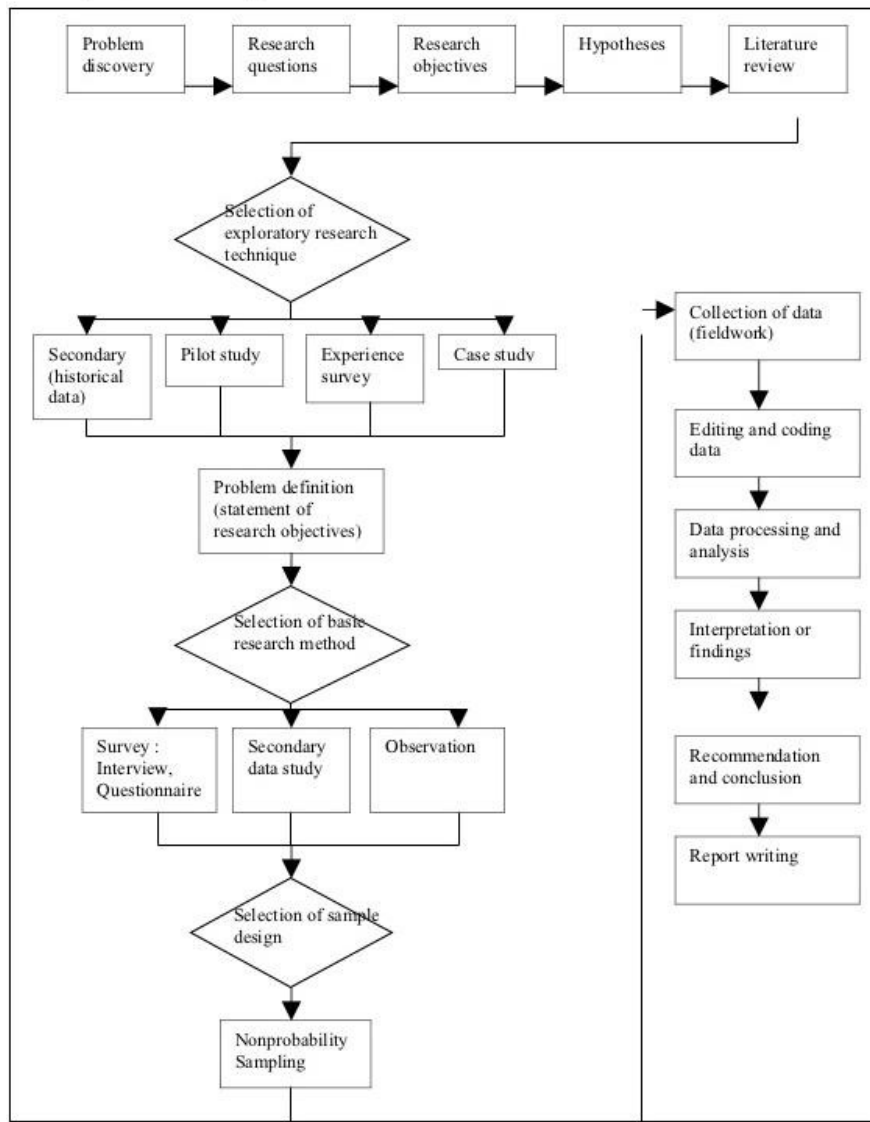 Problem
discovery
Research
questions
Research
objectives
Hypotheses
Literature
review
Selection of
exploratory research
technique
Secondary
(historical
data)
Pilot study
Experience
survey
Case study
Problem definition
(statement of
research objectives)
Selection of basic
research method
Survey :
Interview,
Questionnaire
Secondary
data study
Observation
Selection of sample
design
Nonprobability
Sampling
Collection of data
(fieldwork)
Editing and coding
data
Data processing and
analysis
Interpretation or
findings
Recommendation
and conclusion
Report writing